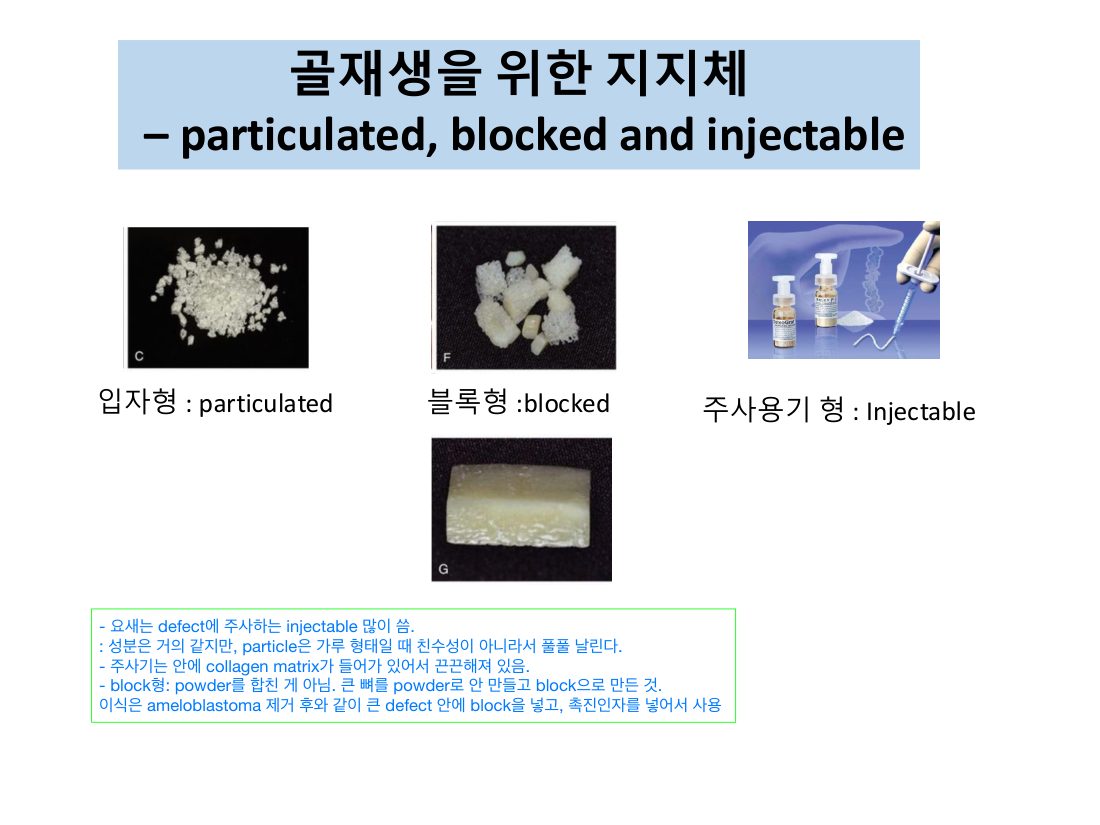 골재생을 위한 지지체
– particulated, blocked and injectable
C
F
입자형 : particulated
블록형 :blocked
주사용기 형 : Injectable
G
- 요새는 defect에 주사하는 injectable 많이 씀.
: 성분은 거의 같지만, particle은 가루 형태일 때 친수성이 아니라서 풀풀 날린다.
- 주사기는 안에 collagen matrix가 들어가 있어서 끈끈해져 있음.
- block형: powder를 합친 게 아님. 큰 뼈를 powder로 안 만들고 block으로 만든 것.
이식은 ameloblastoma 제거 후와 같이 큰 defect 안에 block을 넣고, 촉진인자를 넣어서 사용